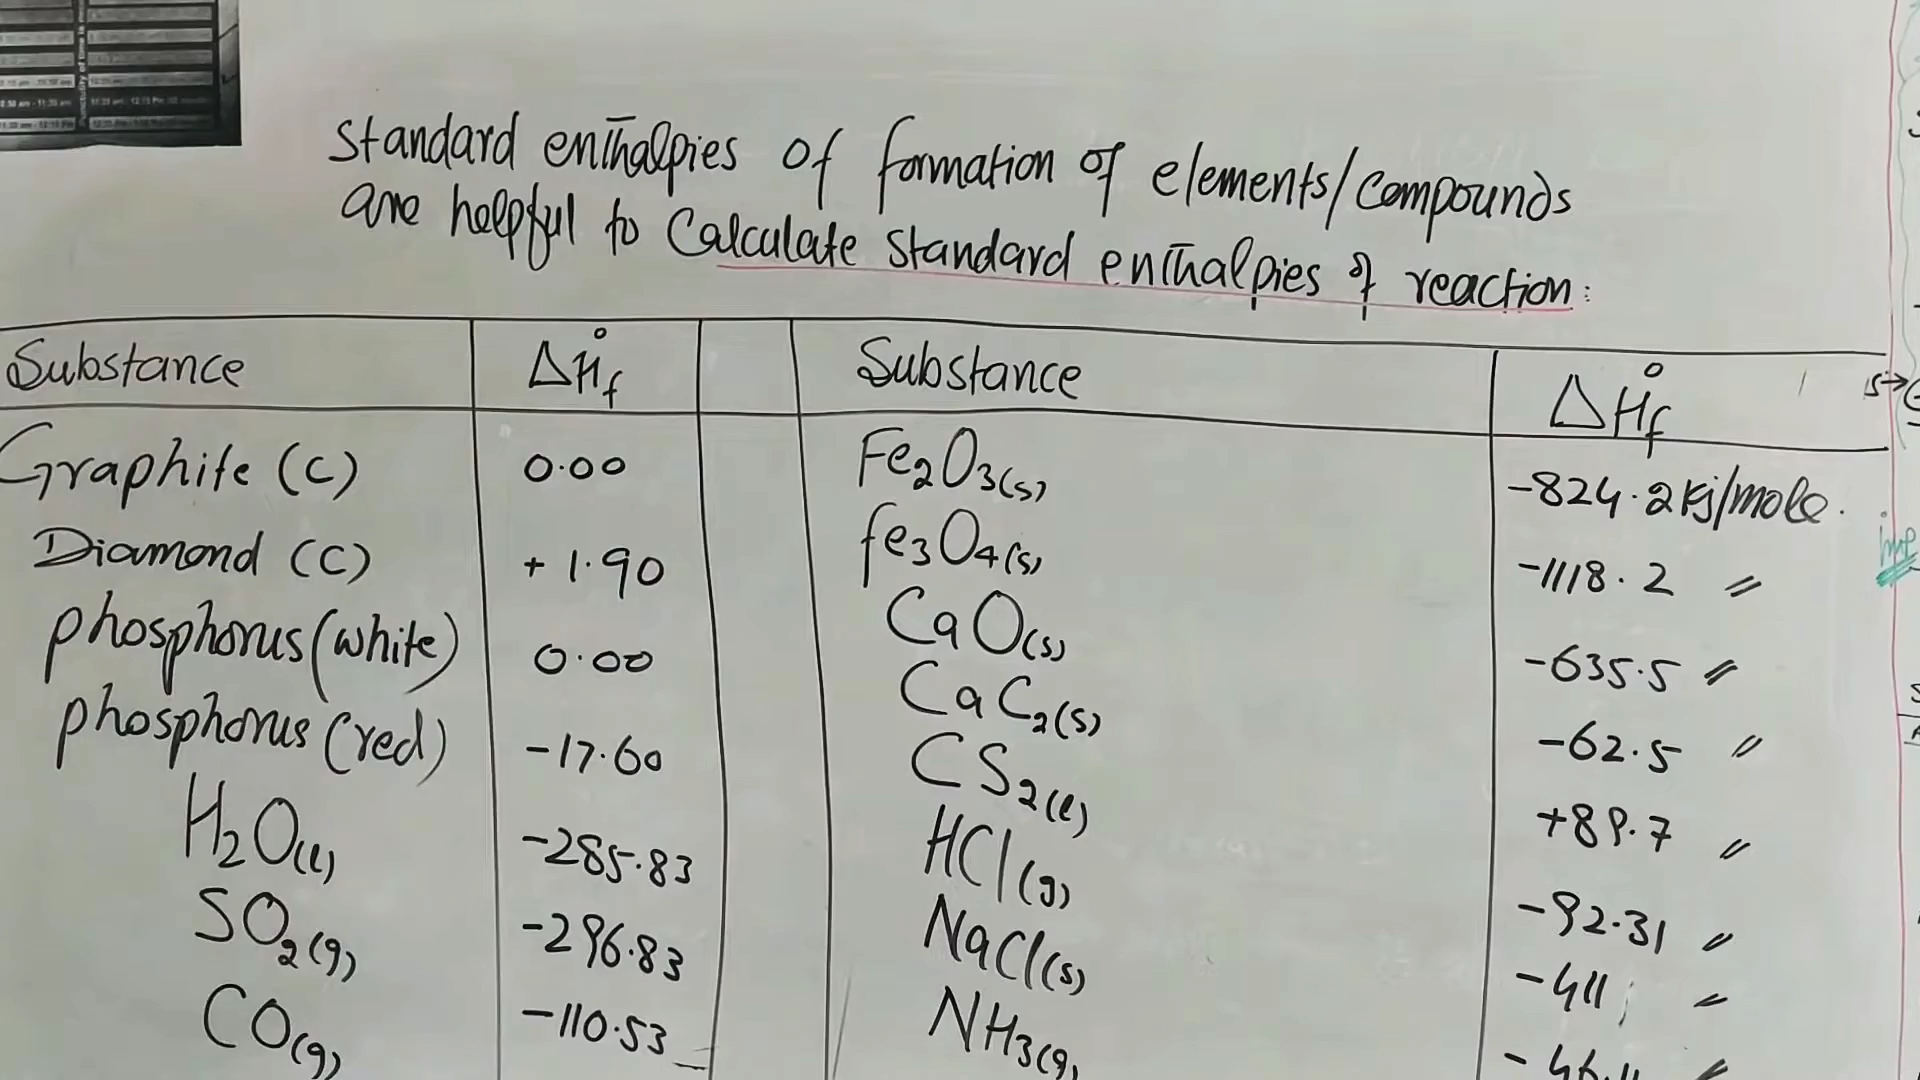 Standard enthalpies of formation of elements/compounds
are helpful to Calculate Standard enthalpies of reaction:
Substance ΔH°f Substance ΔH°f
Graphite (C) 0.00 Fe2O3(s) -824.2 kj/mole.
Diamond (C) + 1.90 fe3O4(s) -1118.2 〃
phosphorus (white) 0.00 CaO(s) -635.5 〃
phosphorus (red) -17.60 CaC2(s) -62.5 〃
H2O(l) -285.83 CS2(l) +89.7 〃
SO2(g) -296.83 HCl(g) -92.31 〃
CO(g) -110.53 NaCl(s) -411 〃
NH3(g)
imp